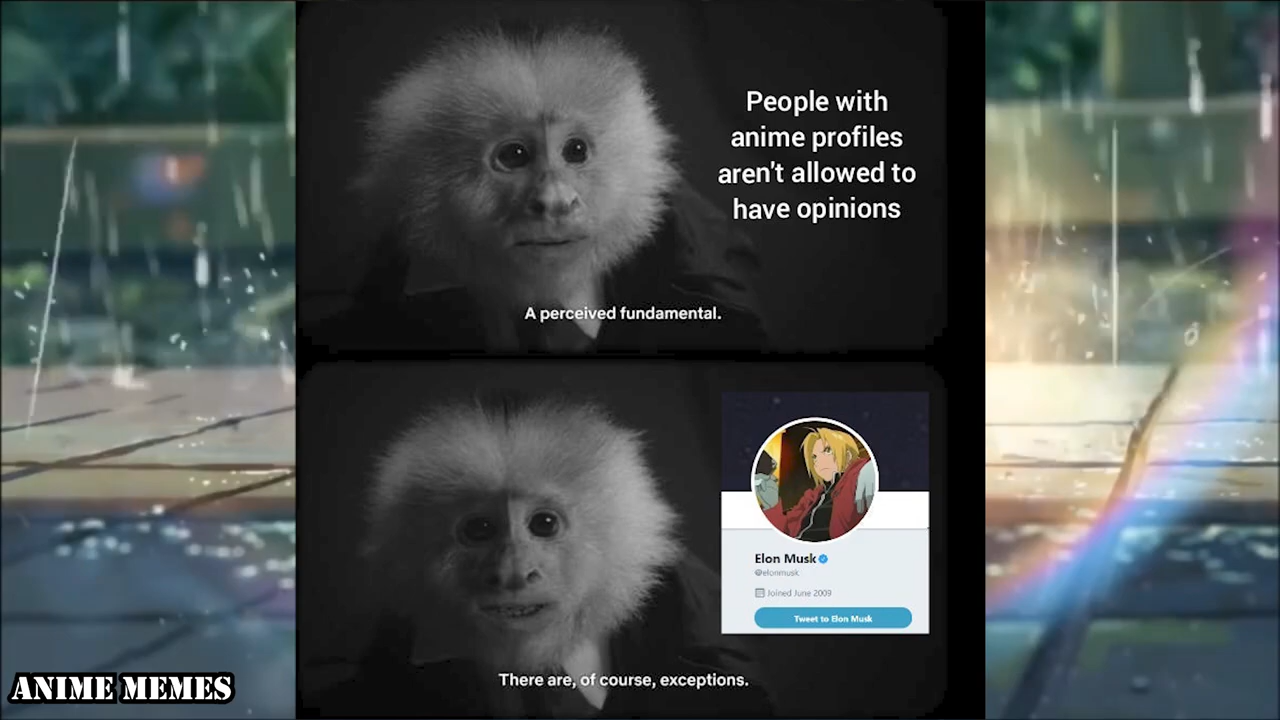 People with
anime profiles
aren't allowed to
have opinions
A perceived fundamental.
Elon Musk
@elonmusk
Joined June 2009
Tweet to Elon Musk
There are, of course, exceptions.
ANIME MEMES